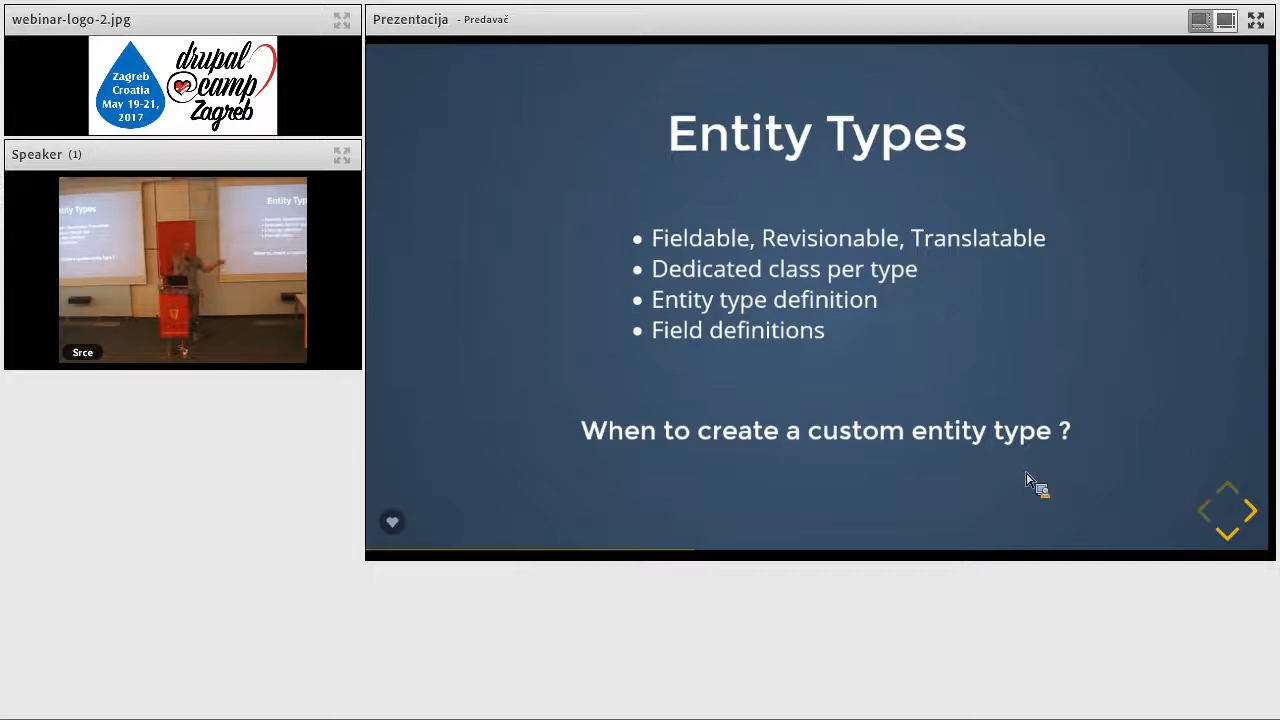 webinar-logo-2.jpg
Zagreb
Croatia
May 19-21,
2017
drupal
camp
Zagreb
Speaker (1)
Entity Types
Srce
Prezentacija - Predavač
Entity Types
Fieldable, Revisionable, Translatable
Dedicated class per type
Entity type definition
Field definitions
When to create a custom entity type ?